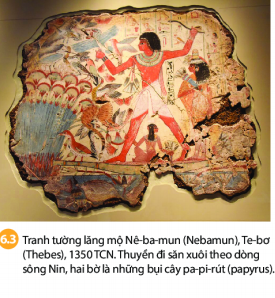 6.3 Tranh tường lăng mộ Nê-ba-mun (Nebamun), Te-bơ
(Thebes), 1350 TCN. Thuyền đi săn xuôi theo dòng
sông Nin, hai bờ là những bụi cây pa-pi-rút (papyrus).